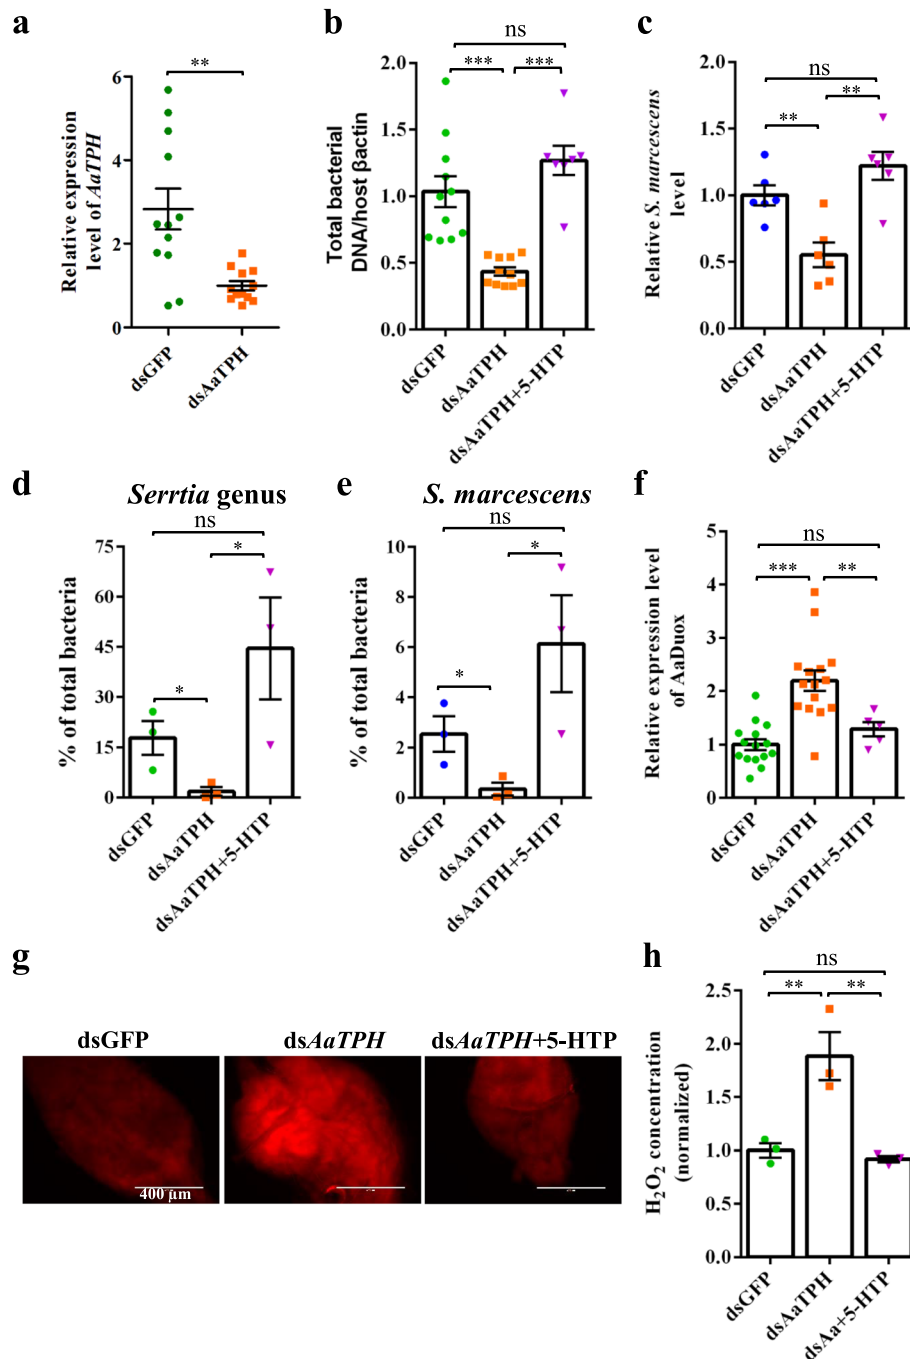 a
Relative expression
level of AaTPH
6
4
2
0
**
dsGFP
dsAaTPH
b
Total bacterial
DNA/host βactin
2.0
1.5
1.0
0.5
0.0
ns
***
***
dsGFP
dsAaTPH
dsAaTPH+5-HTP
c
Relative S. marcescens
level
2.0
1.5
1.0
0.5
0.0
ns
**
**
dsGFP
dsAaTPH
dsAaTPH+5-HTP
d
Serrtia genus
% of total bacteria
75
60
45
30
15
0
ns
*
*
dsGFP
dsAaTPH
dsAaTPH+5-HTP
e
S. marcescens
% of total bacteria
10
8
6
4
2
0
ns
*
*
dsGFP
dsAaTPH
dsAaTPH+5-HTP
f
Relative expression level
of AaDuox
5
4
3
2
1
0
ns
***
**
dsGFP
dsAaTPH
dsAaTPH+5-HTP
g
dsGFP
dsAaTPH
dsAaTPH+5-HTP
400 µm
h
H₂O₂ concentration
(normalized)
2.5
2.0
1.5
1.0
0.5
0.0
ns
**
**
dsGFP
dsAaTPH
dsAa+5-HTP